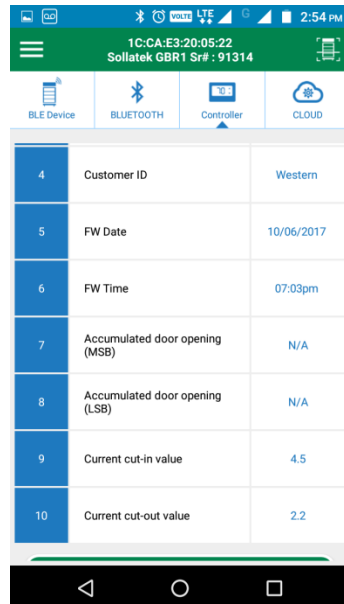 VOLTE LTE G 2:54 PM
1C:CA:E3:20:05:22
Sollatek GBR1 Sr# : 91314
BLE Device BLUETOOTH Controller CLOUD
4 Customer ID Western
5 FW Date 10/06/2017
6 FW Time 07:03pm
7 Accumulated door opening
(MSB) N/A
8 Accumulated door opening
(LSB) N/A
9 Current cut-in value 4.5
10 Current cut-out value 2.2